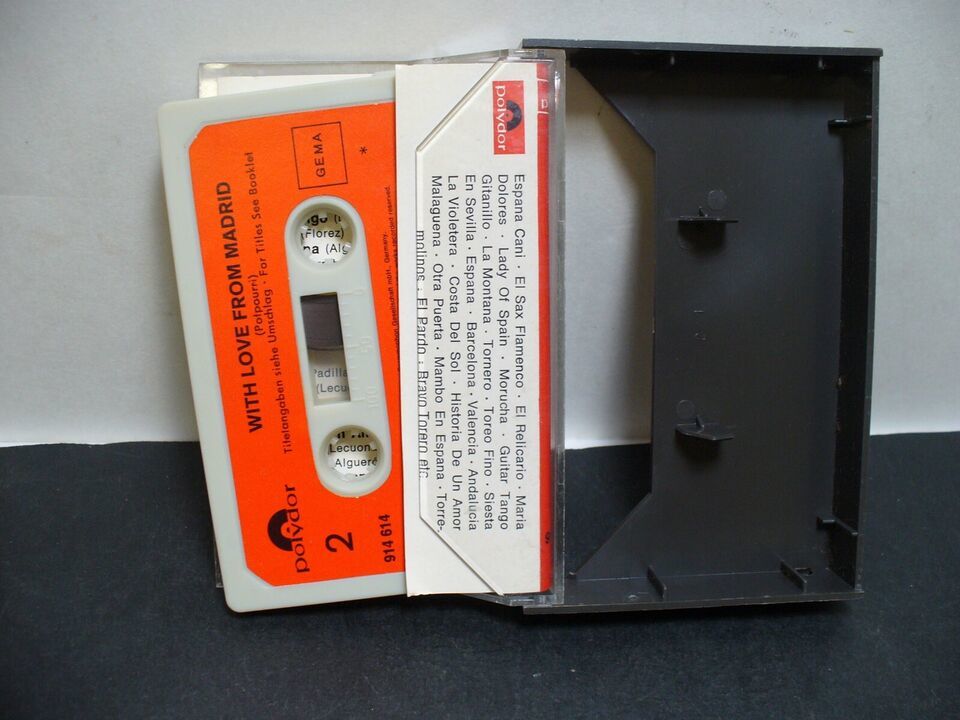 WITH LOVE FROM MADRID
(Potpourri)
Titelangaben siehe Umschlag · For Titles See Booklet
GEMA
*
polydor
2
914 614
(Florez)
Padilla
(Lecuo
Lecuona
Algueró
polydor
Espana Cani · El Sax Flamenco · El Relicario · Maria
Dolores · Lady Of Spain · Morucha · Guitar Tango
Gitanillo · La Montana · Tornero · Toreo Fino · Siesta
En Sevilla · Espana · Barcelona · Valencia · Andalucia
La Violetera · Costa Del Sol · Historia De Un Amor
Malaguena · Otra Puerta · Mambo En Espana · Torre-
molinos · El Pardo · Bravo Torero etc.